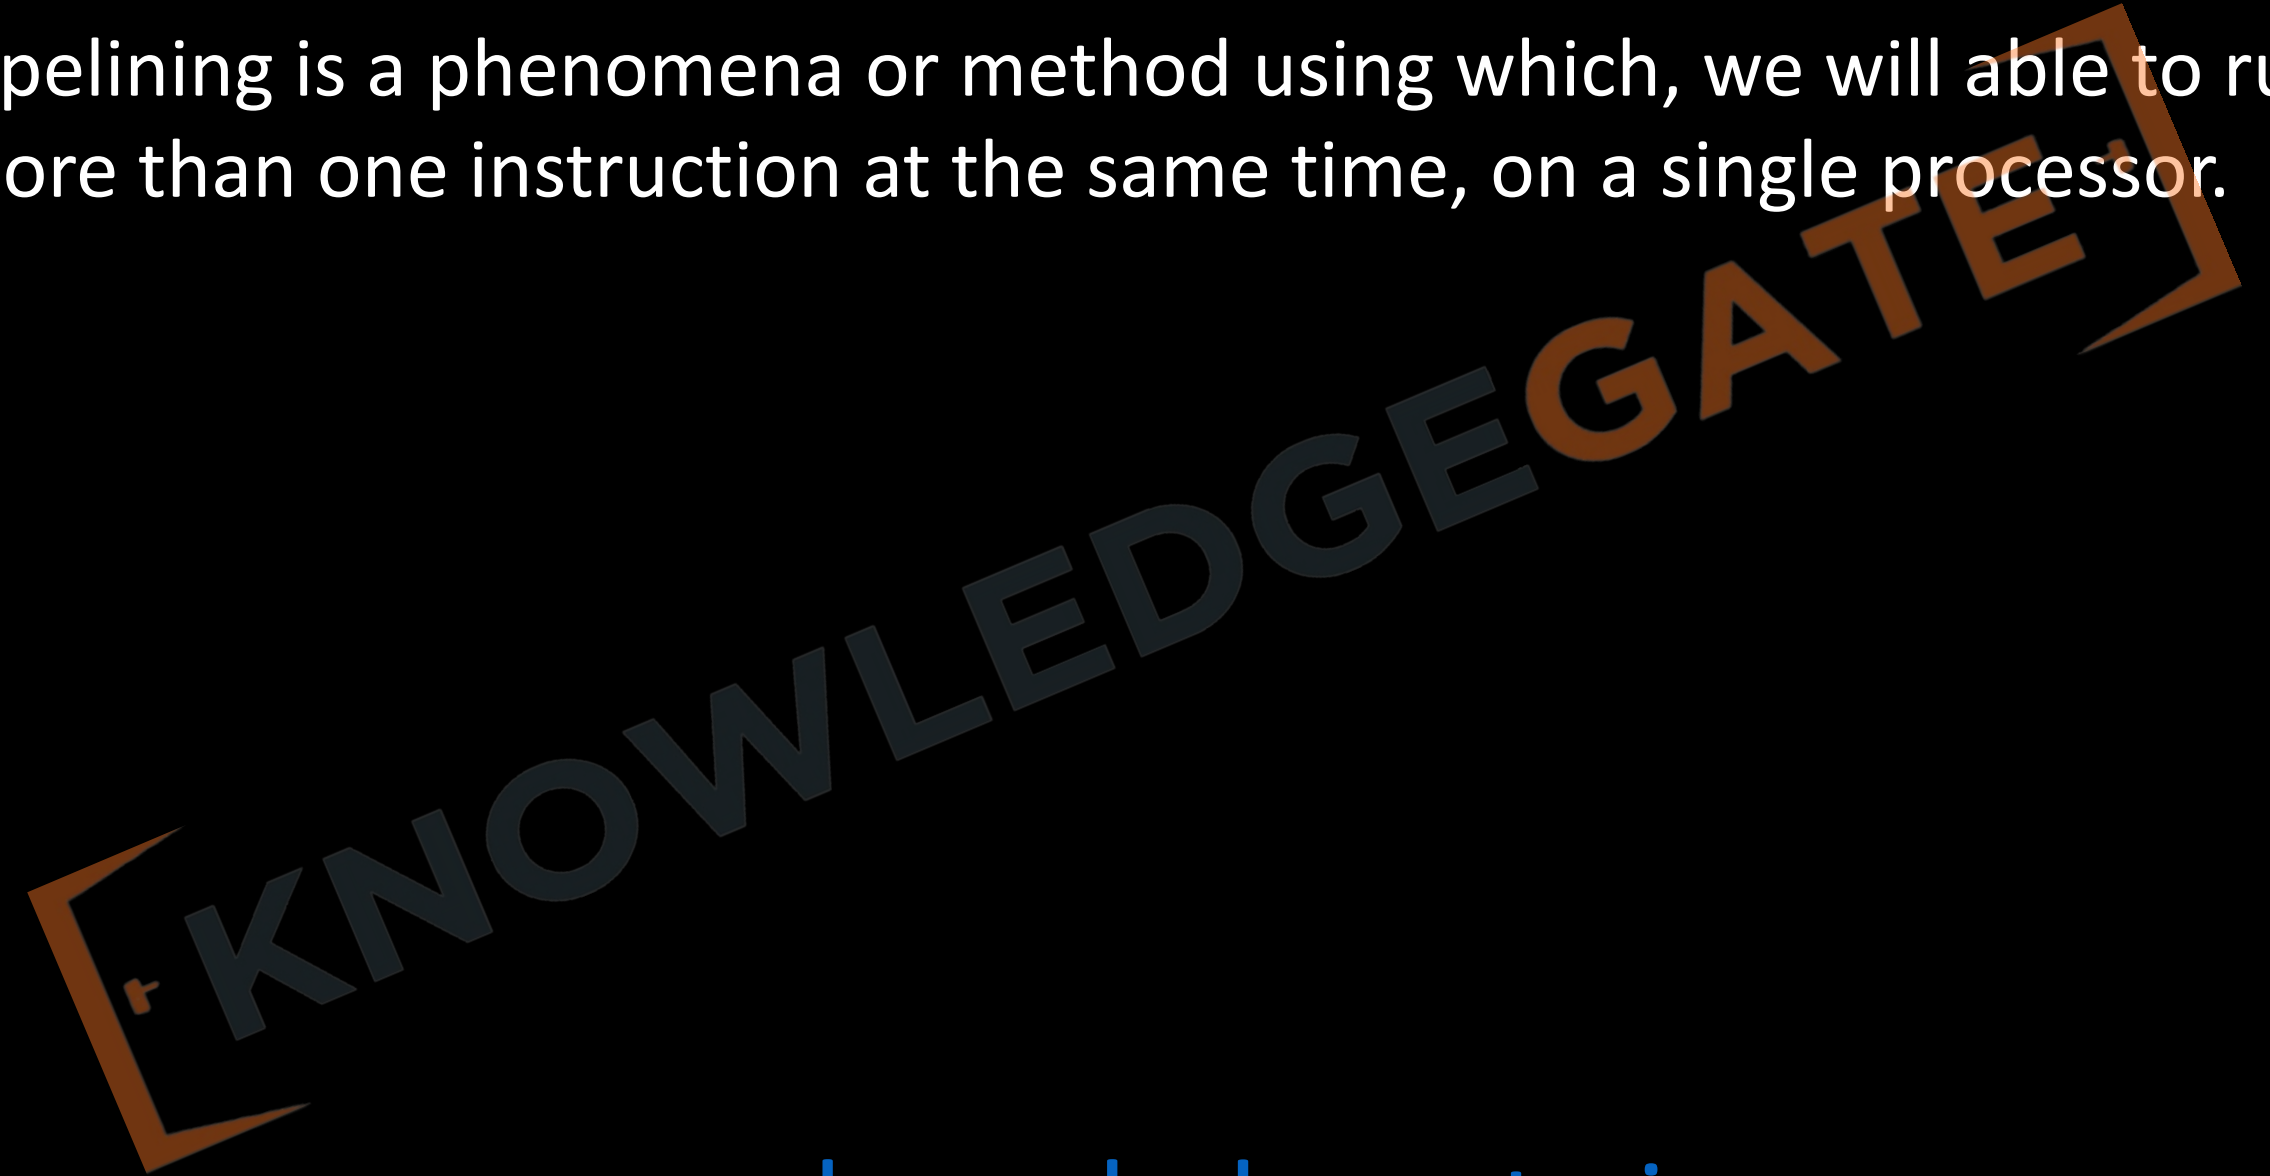 pelining is a phenomena or method using which, we will able to ru
ore than one instruction at the same time, on a single processor.
KNOWLEDGEGATE